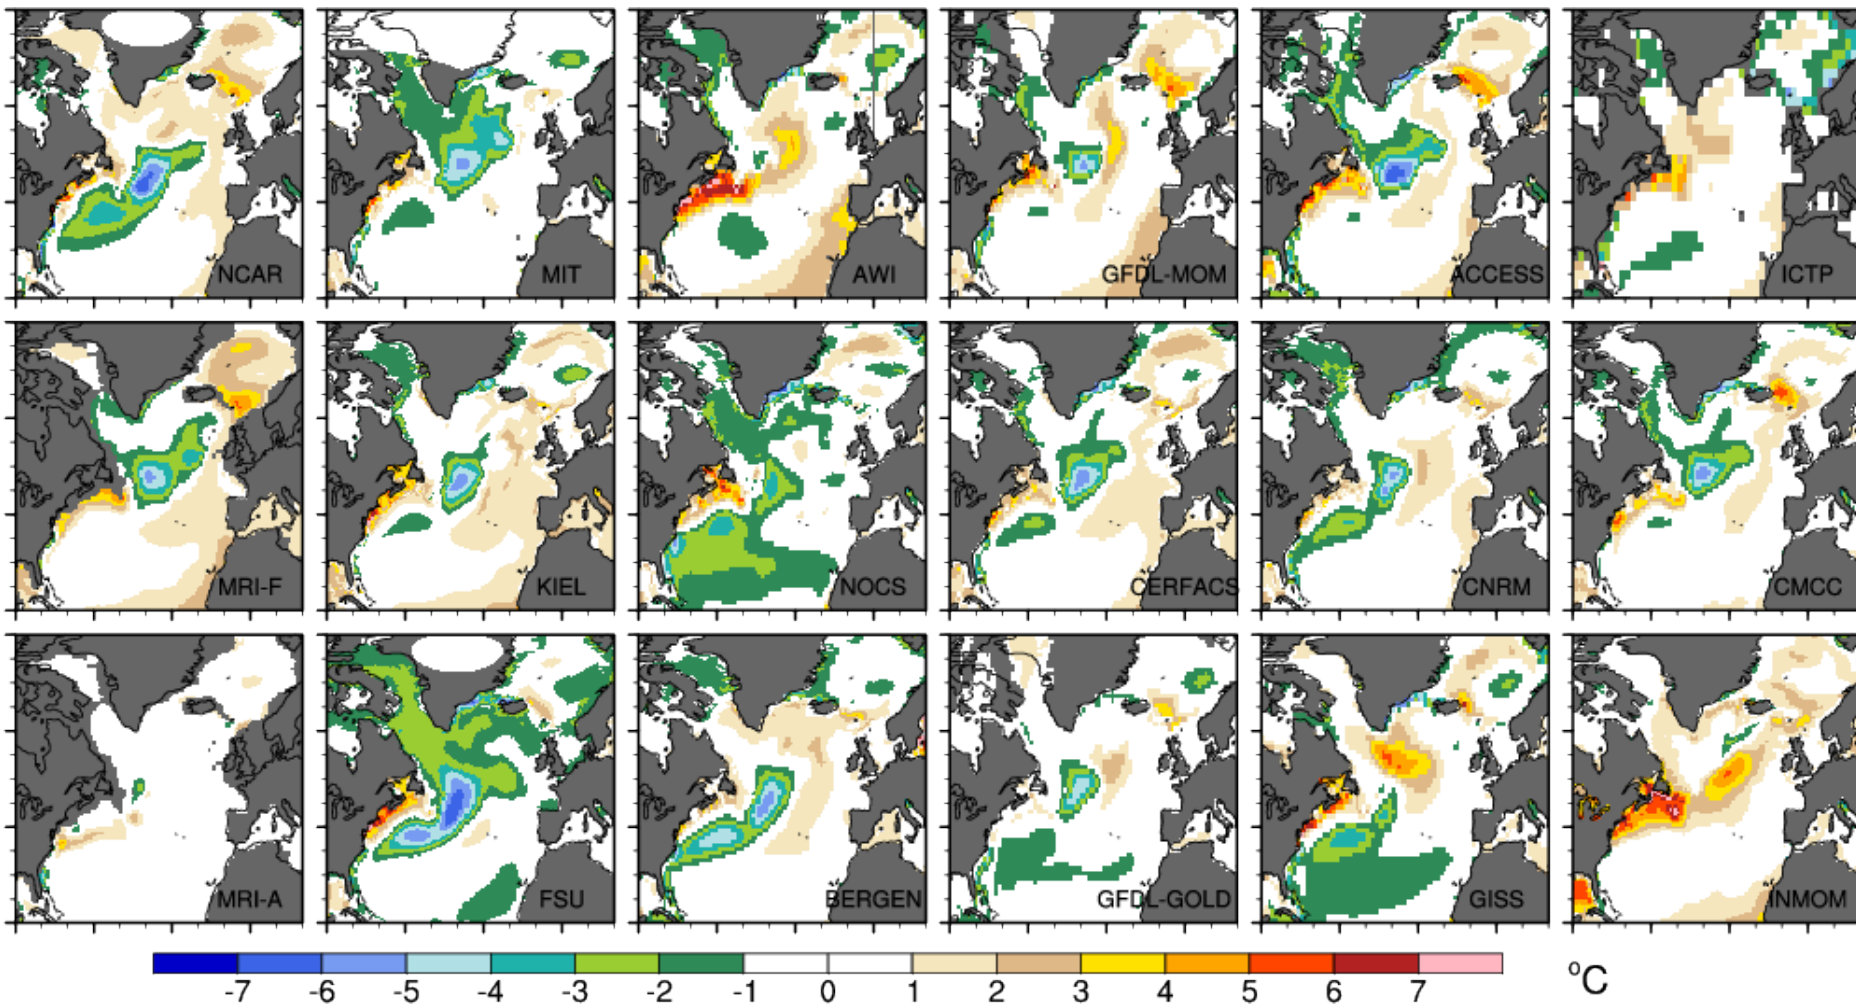 NCAR MIT AWI GFDL-MOM ACCESS ICTP
MRI-F KIEL NOCS CERFACS CNRM CMCC
MRI-A FSU BERGEN GFDL-GOLD GISS INMOM
-7 -6 -5 -4 -3 -2 -1 0 1 2 3 4 5 6 7 °C